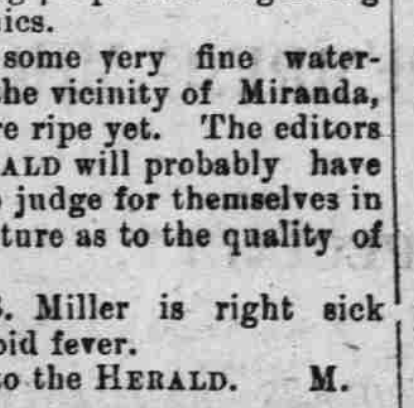 ics.
some very fine water-
he vicinity of Miranda,
re ripe yet. The editors
ALD will probably have
judge for themselves in
ture as to the quality of
. Miller is right sick
oid fever.
o the HERALD. M.